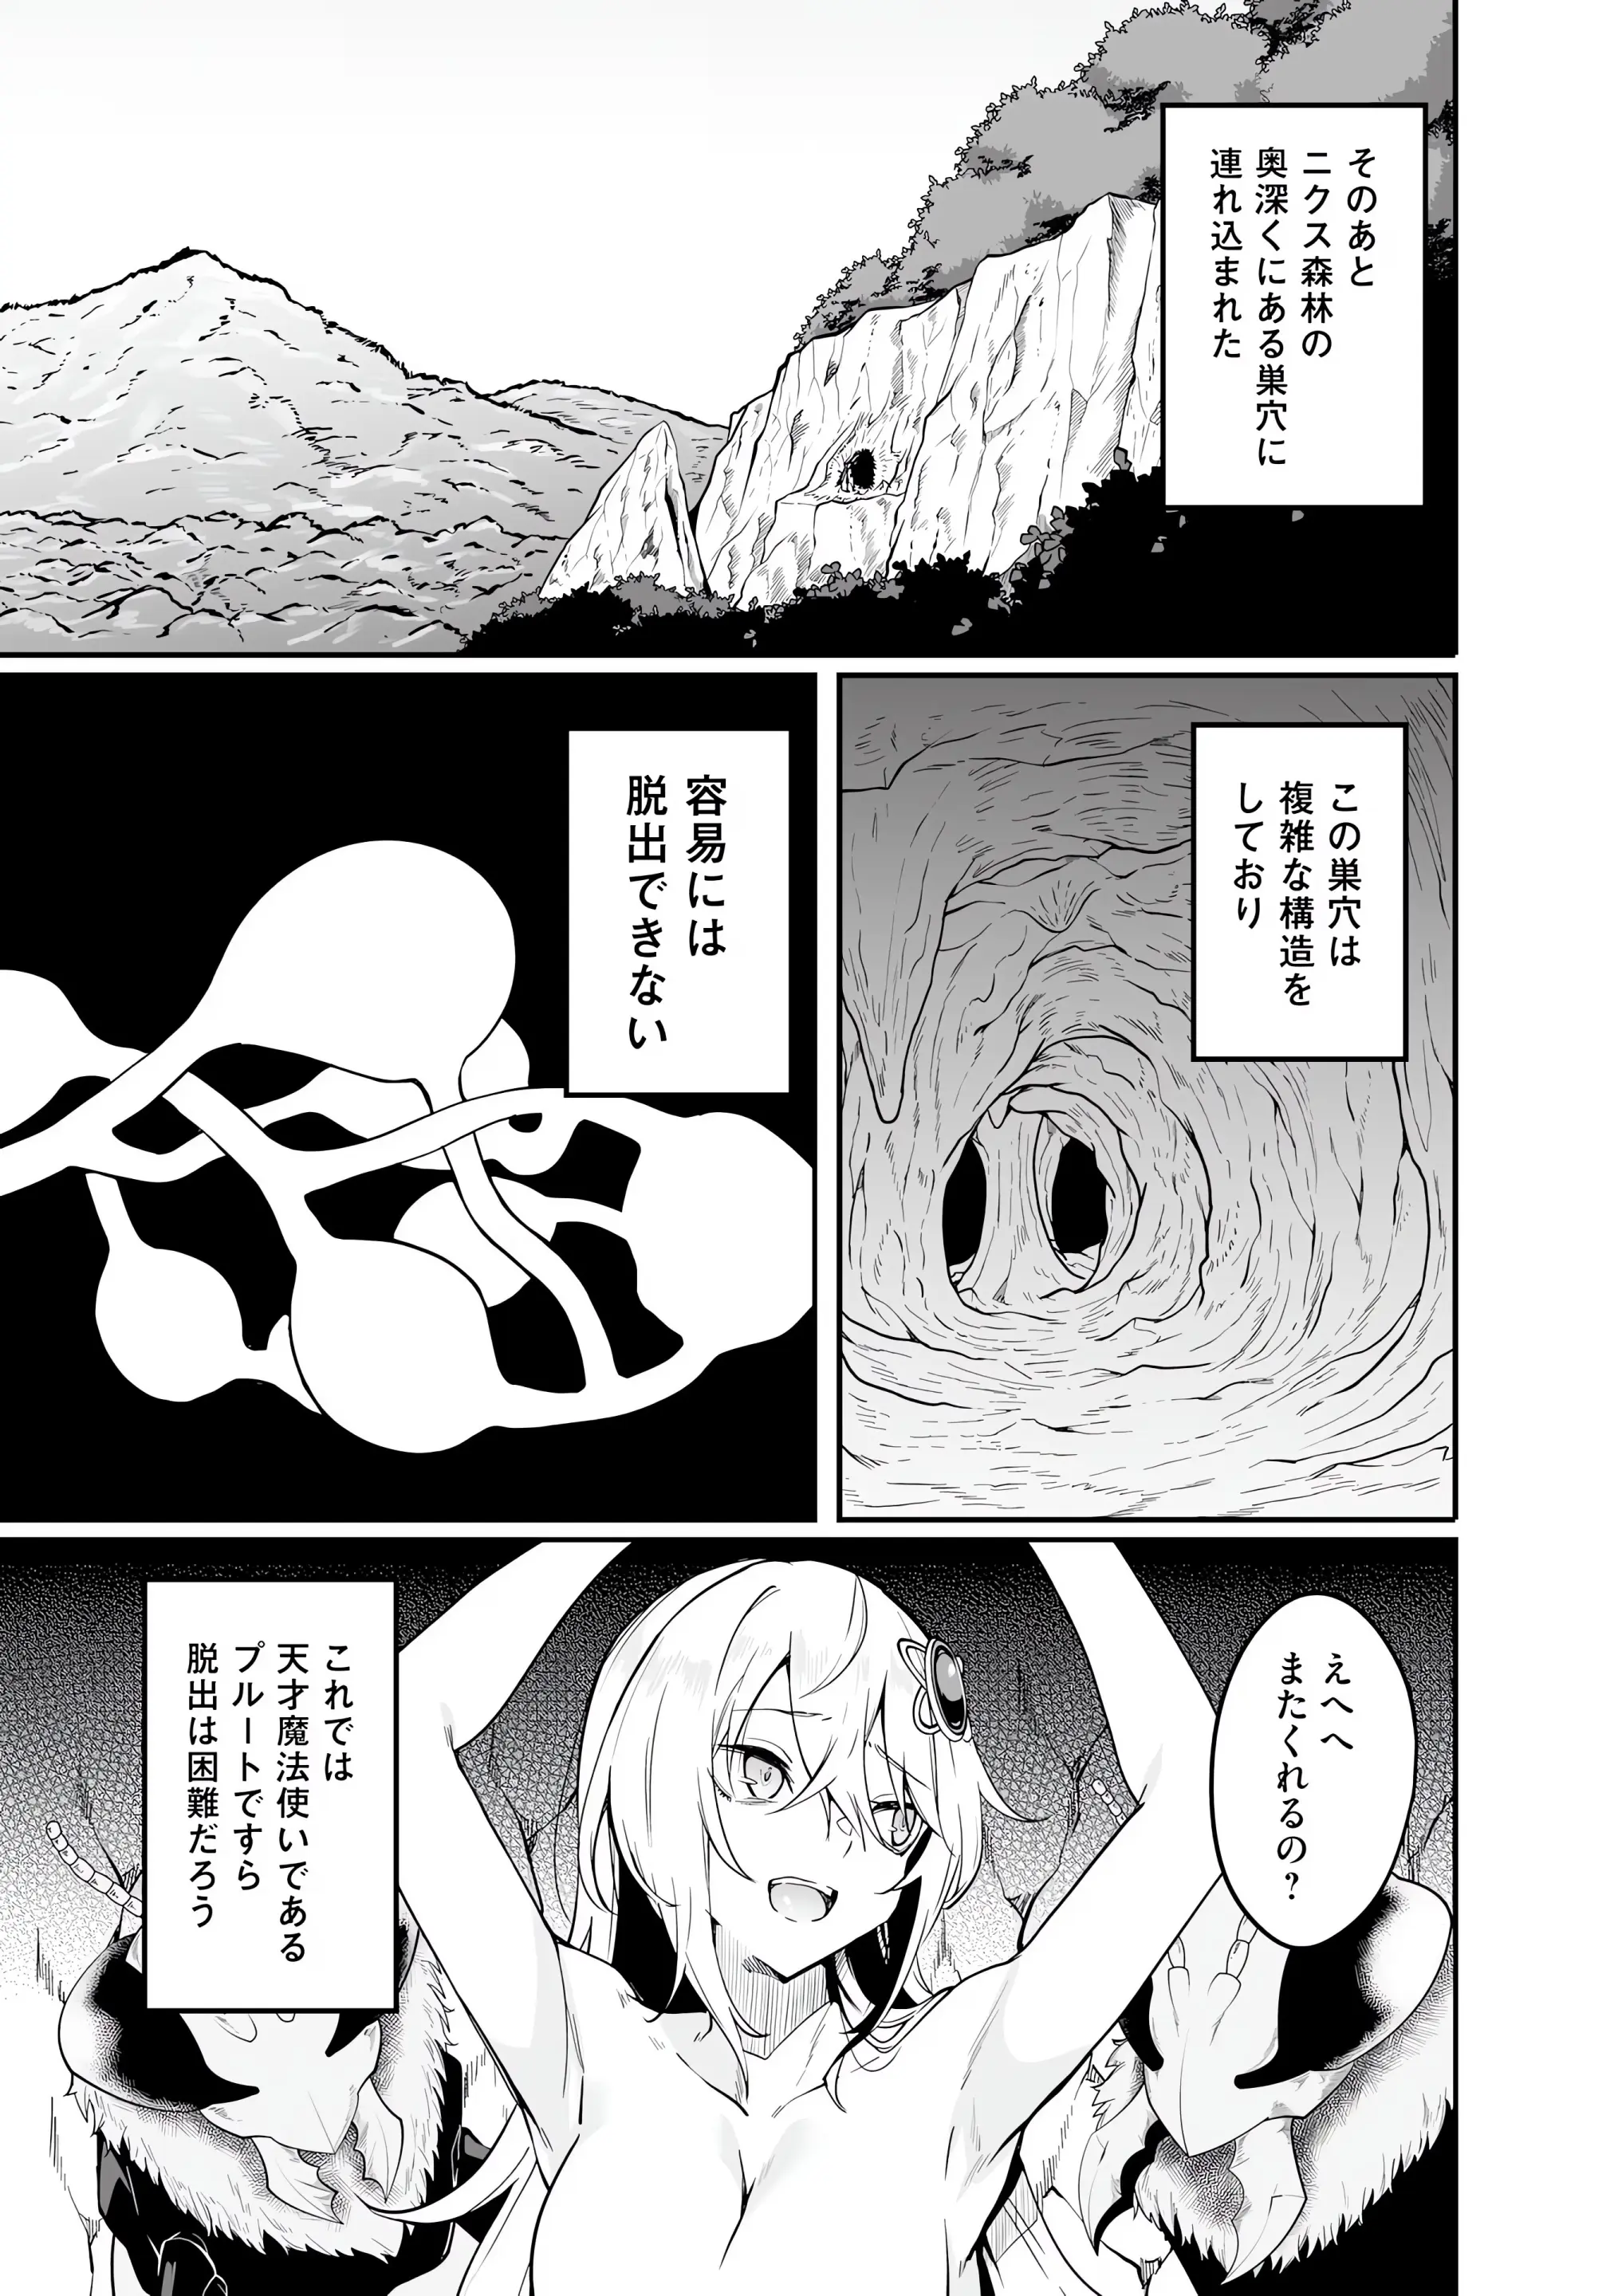 そのあと
ニクス森林の
奥深くにある巣穴に
連れ込まれた
この巣穴は
複雑な構造を
しており
容易には
脱出できない
えへへ
またくれるの?
これでは
天才魔法使いである
プルートですら
脱出は困難だろう